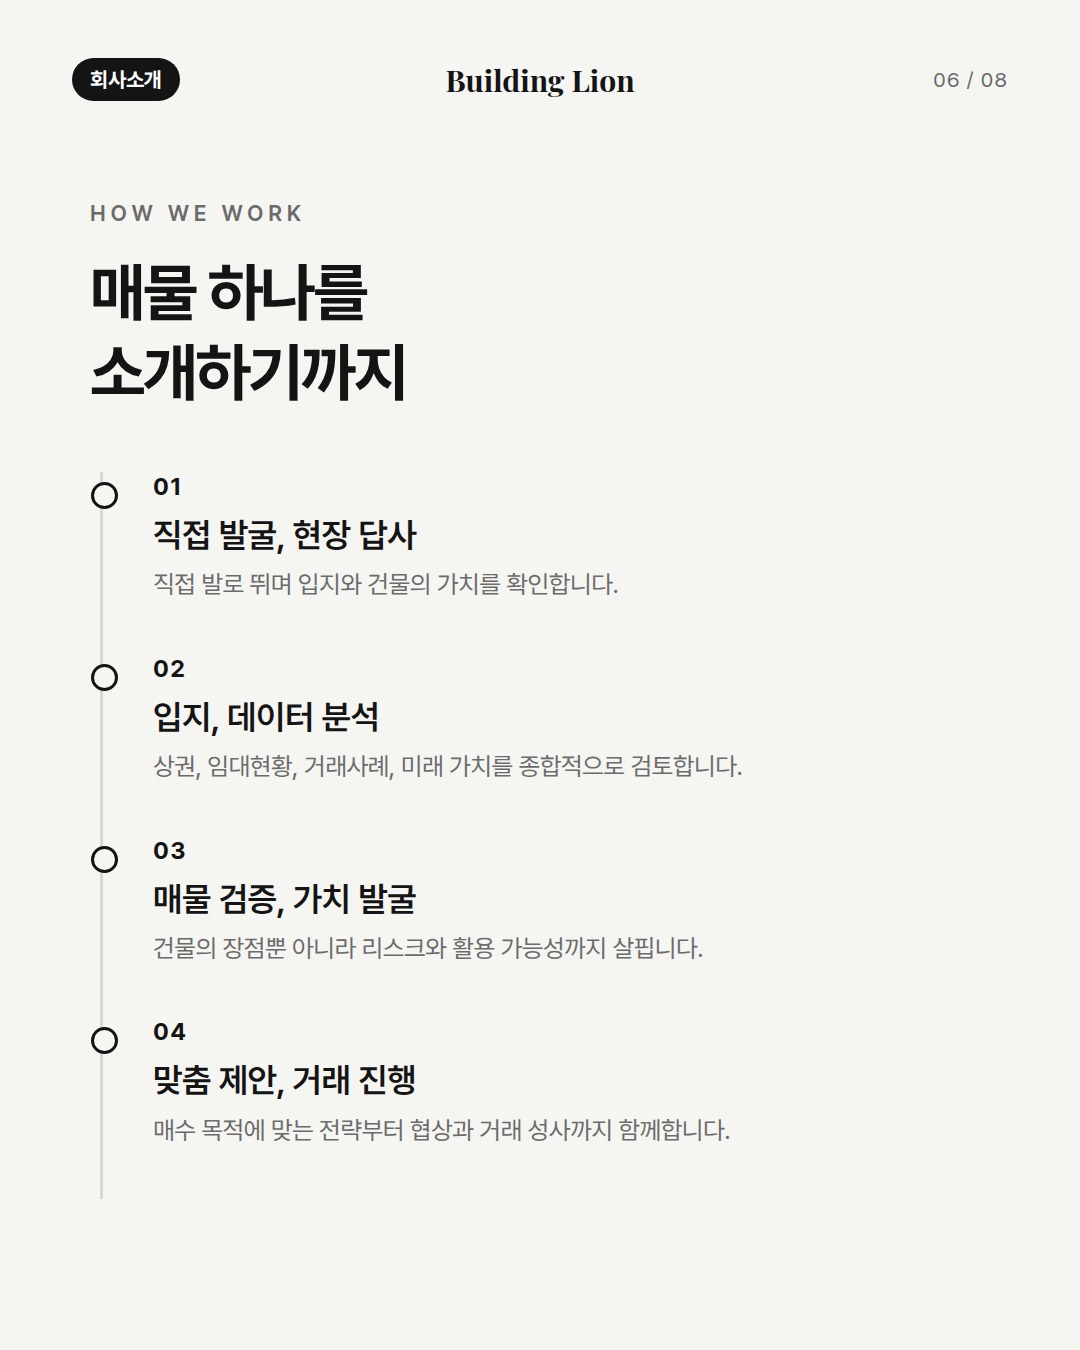 회사소개
Building Lion
06 / 08
HOW WE WORK
매물 하나를
소개하기까지
01
직접 발굴, 현장 답사
직접 발로 뛰며 입지와 건물의 가치를 확인합니다.
02
입지, 데이터 분석
상권, 임대현황, 거래사례, 미래 가치를 종합적으로 검토합니다.
03
매물 검증, 가치 발굴
건물의 장점뿐 아니라 리스크와 활용 가능성까지 살핍니다.
04
맞춤 제안, 거래 진행
매수 목적에 맞는 전략부터 협상과 거래 성사까지 함께합니다.